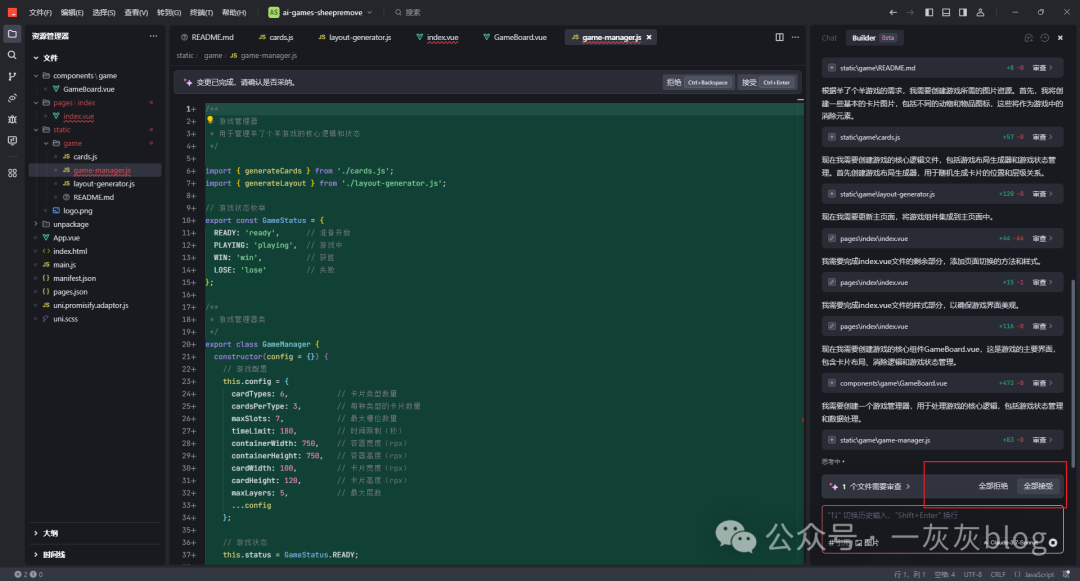 文件(F) 编辑(E) 选择(S) 查看(V) 转到(G) 终端(T) 帮助(H) AS ai-games-sheepremove 搜索
资源管理器 ···
文件
components\game
GameBoard.vue
pages\index
index.vue
static
game
JS cards.js
JS game-manager.js
JS layout-generator.js
README.md
logo.png
unpackage
App.vue
index.html
JS main.js
manifest.json
pages.json
JS uni.promisify.adaptor.js
uni.scss
大纲
时间线
README.md JS cards.js JS layout-generator.js index.vue GameBoard.vue JS game-manager.js
static game JS game-manager.js
变更已完成，请确认是否采纳。 拒绝 Ctrl+Backspace 接受 Ctrl+Enter
1+ /**
2+ * 游戏管理器
3+ * 用于管理羊了个羊游戏的核心逻辑和状态
4+ */
5+
6+ import { generateCards } from './cards.js';
7+ import { generateLayout } from './layout-generator.js';
8+
9+ // 游戏状态枚举
10+ export const GameStatus = {
11+ READY: 'ready', // 准备开始
12+ PLAYING: 'playing', // 游戏中
13+ WIN: 'win', // 获胜
14+ LOSE: 'lose' // 失败
15+ };
16+
17+ /**
18+ * 游戏管理器类
19+ */
20+ export class GameManager {
21+ constructor(config = {}) {
22+ // 游戏配置
23+ this.config = {
24+ cardTypes: 6, // 卡片类型数量
25+ cardsPerType: 3, // 每种类型的卡片数量
26+ maxSlots: 7, // 最大槽位数量
27+ timeLimit: 180, // 时间限制（秒）
28+ containerWidth: 750, // 容器宽度（rpx）
29+ containerHeight: 750, // 容器高度（rpx）
30+ cardWidth: 100, // 卡片宽度（rpx）
31+ cardHeight: 120, // 卡片高度（rpx）
32+ maxLayers: 5, // 最大层数
33+ ...config
34+ };
35+
36+ // 游戏状态
37+ this.status = GameStatus.READY;
Chat Builder Beta
static\game\README.md +8 -0 审查
根据羊了个羊游戏的需求，我需要创建游戏所需的图片资源。首先，我将创
建一些基本的卡片图片，包括不同的动物和物品图标，这些将作为游戏中的
消除元素。
static\game\cards.js +57 -0 审查
现在我需要创建游戏的核心逻辑文件，包括游戏布局生成器和游戏状态管
理。首先创建游戏布局生成器，用于随机生成卡片的位置和层级关系。
static\game\layout-generator.js +120 -0 审查
现在我需要更新主页面，将游戏组件集成到主页面中。
pages\index\index.vue +44 -44 审查
我需要完成index.vue文件的剩余部分，添加页面切换的方法和样式。
pages\index\index.vue +15 -1 审查
我需要完成index.vue文件的样式部分，以确保游戏界面美观。
pages\index\index.vue +116 -0 审查
现在我需要创建游戏的核心组件GameBoard.vue，这是游戏的主要界面，
包含卡片布局、消除逻辑和游戏状态管理。
components\game\GameBoard.vue +472 -0 审查
我需要创建一个游戏管理器，用于处理游戏的核心逻辑，包括游戏状态管理
和数据处理。
static\game\game-manager.js +83 -0 审查
思考中
1 个文件需要审查 全部拒绝 全部接受
"↑↓" 切换历史输入，"Shift+Enter" 换行
图片
公众号 · 一灰灰blog
2 0 行 1，列 1 空格: 4 UTF-8 CRLF {} JavaScript